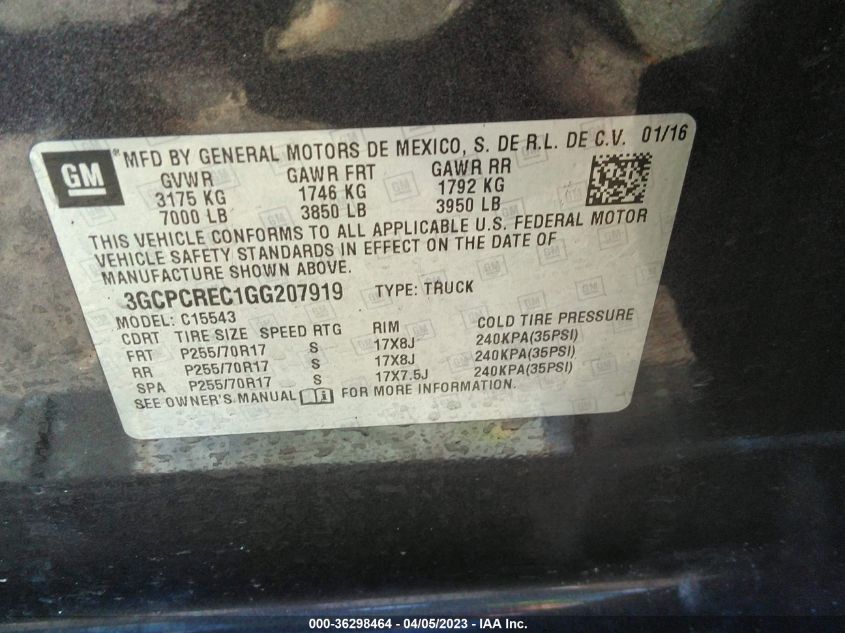 GM MFD BY GENERAL MOTORS DE MEXICO, S. DE R.L. DE C.V. 01/16
GVWR GAWR FRT GAWR RR
3175 KG 1746 KG 1792 KG
7000 LB 3850 LB 3950 LB
THIS VEHICLE CONFORMS TO ALL APPLICABLE U.S. FEDERAL MOTOR
VEHICLE SAFETY STANDARDS IN EFFECT ON THE DATE OF
MANUFACTURE SHOWN ABOVE.
3GCPCREC1GG207919 TYPE: TRUCK
MODEL: C15543
CDRT TIRE SIZE SPEED RTG RIM COLD TIRE PRESSURE
FRT P255/70R17 S 17X8J 240KPA(35PSI)
RR P255/70R17 S 17X8J 240KPA(35PSI)
SPA P255/70R17 S 17X7.5J 240KPA(35PSI)
SEE OWNER'S MANUAL FOR MORE INFORMATION.
000-36298464 - 04/05/2023 - IAA Inc.